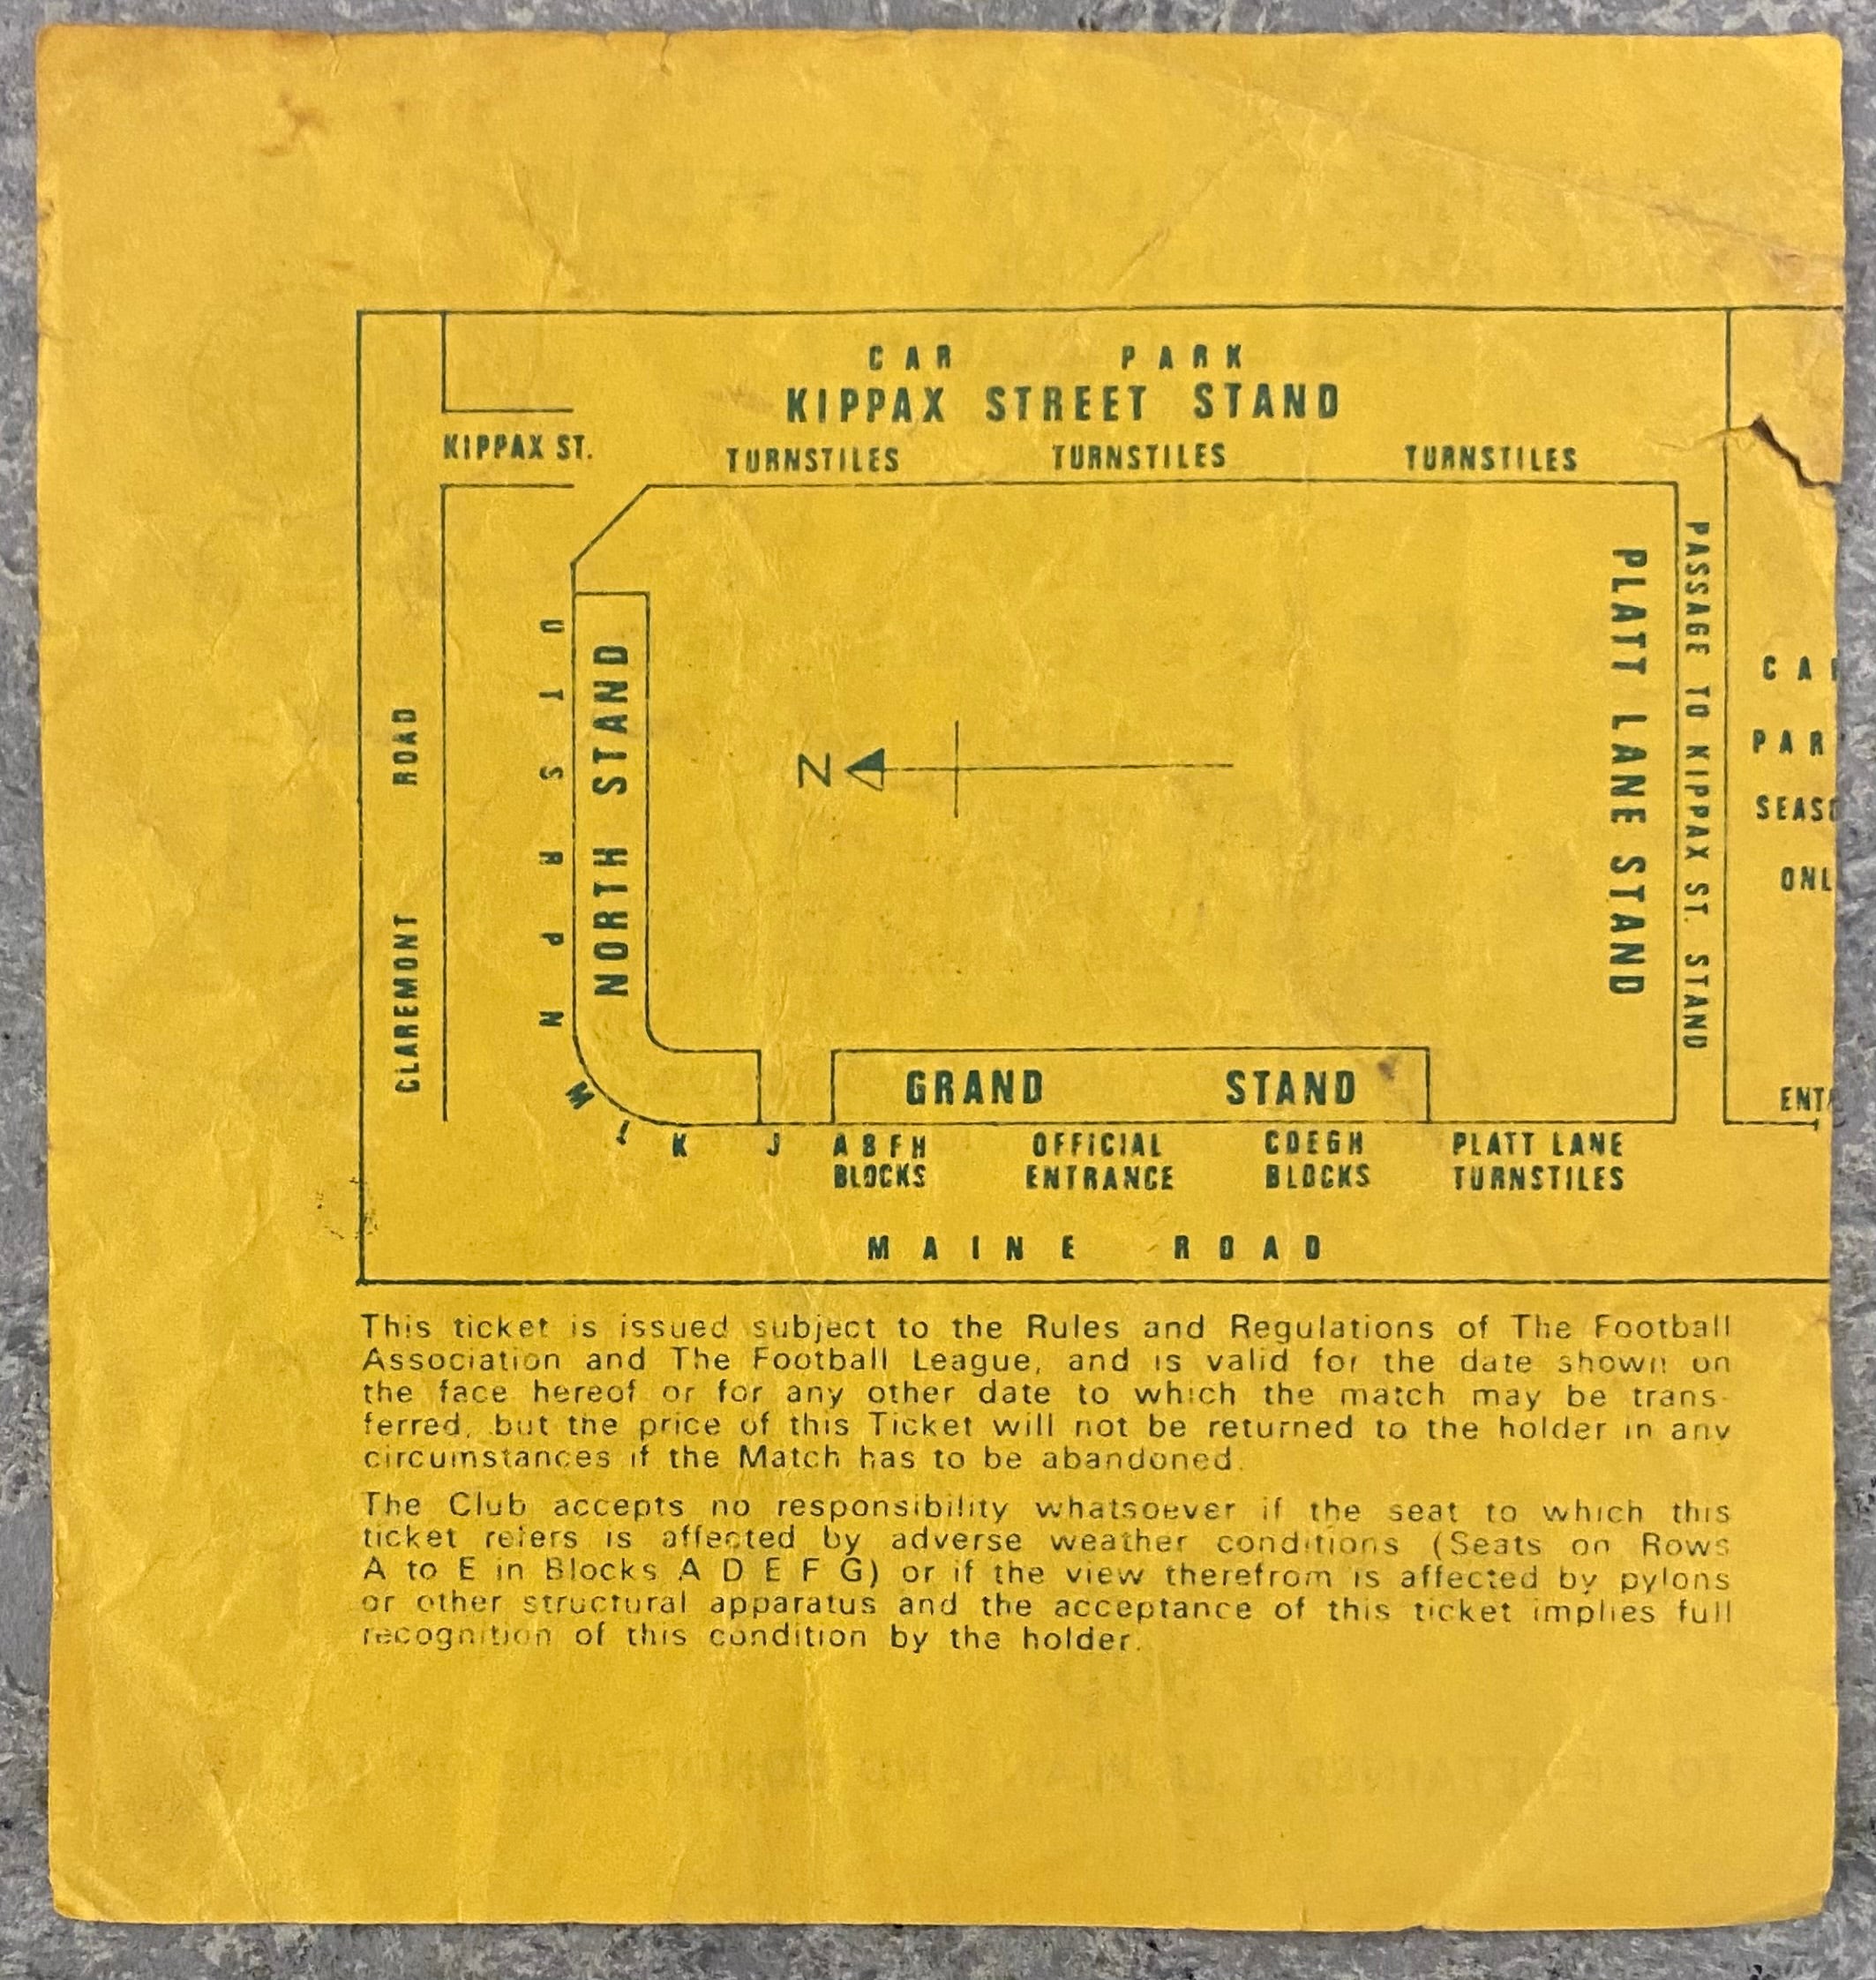 CAR PARK
KIPPAX STREET STAND
KIPPAX ST.
TURNSTILES TURNSTILES TURNSTILES
CLAREMONT ROAD
U
T
S
R
P
N
M
L
K
J
NORTH STAND
N
PLATT LANE STAND
PASSAGE TO KIPPAX ST. STAND
CA
PAR
SEAS
ONL
ENT
GRAND STAND
A B F H
BLOCKS
OFFICIAL
ENTRANCE
CDEGH
BLOCKS
PLATT LANE
TURNSTILES
MAINE ROAD
This ticket is issued subject to the Rules and Regulations of The Football
Association and The Football League, and is valid for the date shown on
the face hereof or for any other date to which the match may be trans-
ferred, but the price of this Ticket will not be returned to the holder in any
circumstances if the Match has to be abandoned.
The Club accepts no responsibility whatsoever if the seat to which this
ticket refers is affected by adverse weather conditions (Seats on Rows
A to E in Blocks A D E F G) or if the view therefrom is affected by pylons
or other structural apparatus and the acceptance of this ticket implies full
recognition of this condition by the holder.